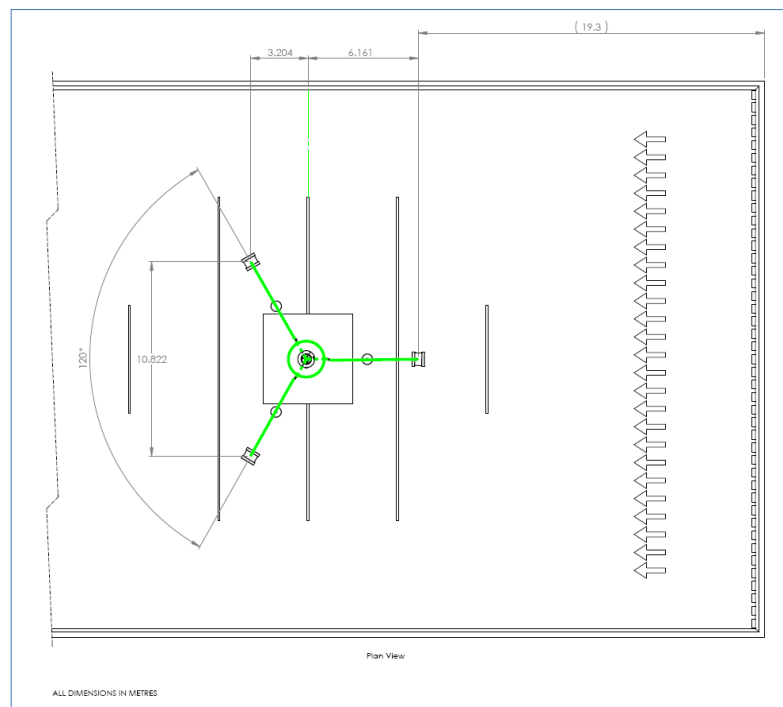 ( 19.3 )
3.204
6.161
120°
10.822
Plan View
ALL DIMENSIONS IN METRES